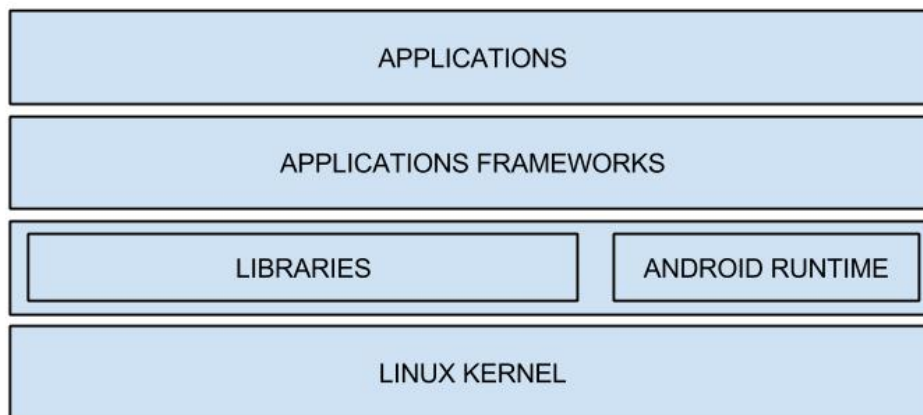 APPLICATIONS
APPLICATIONS FRAMEWORKS
LIBRARIES
ANDROID RUNTIME
LINUX KERNEL